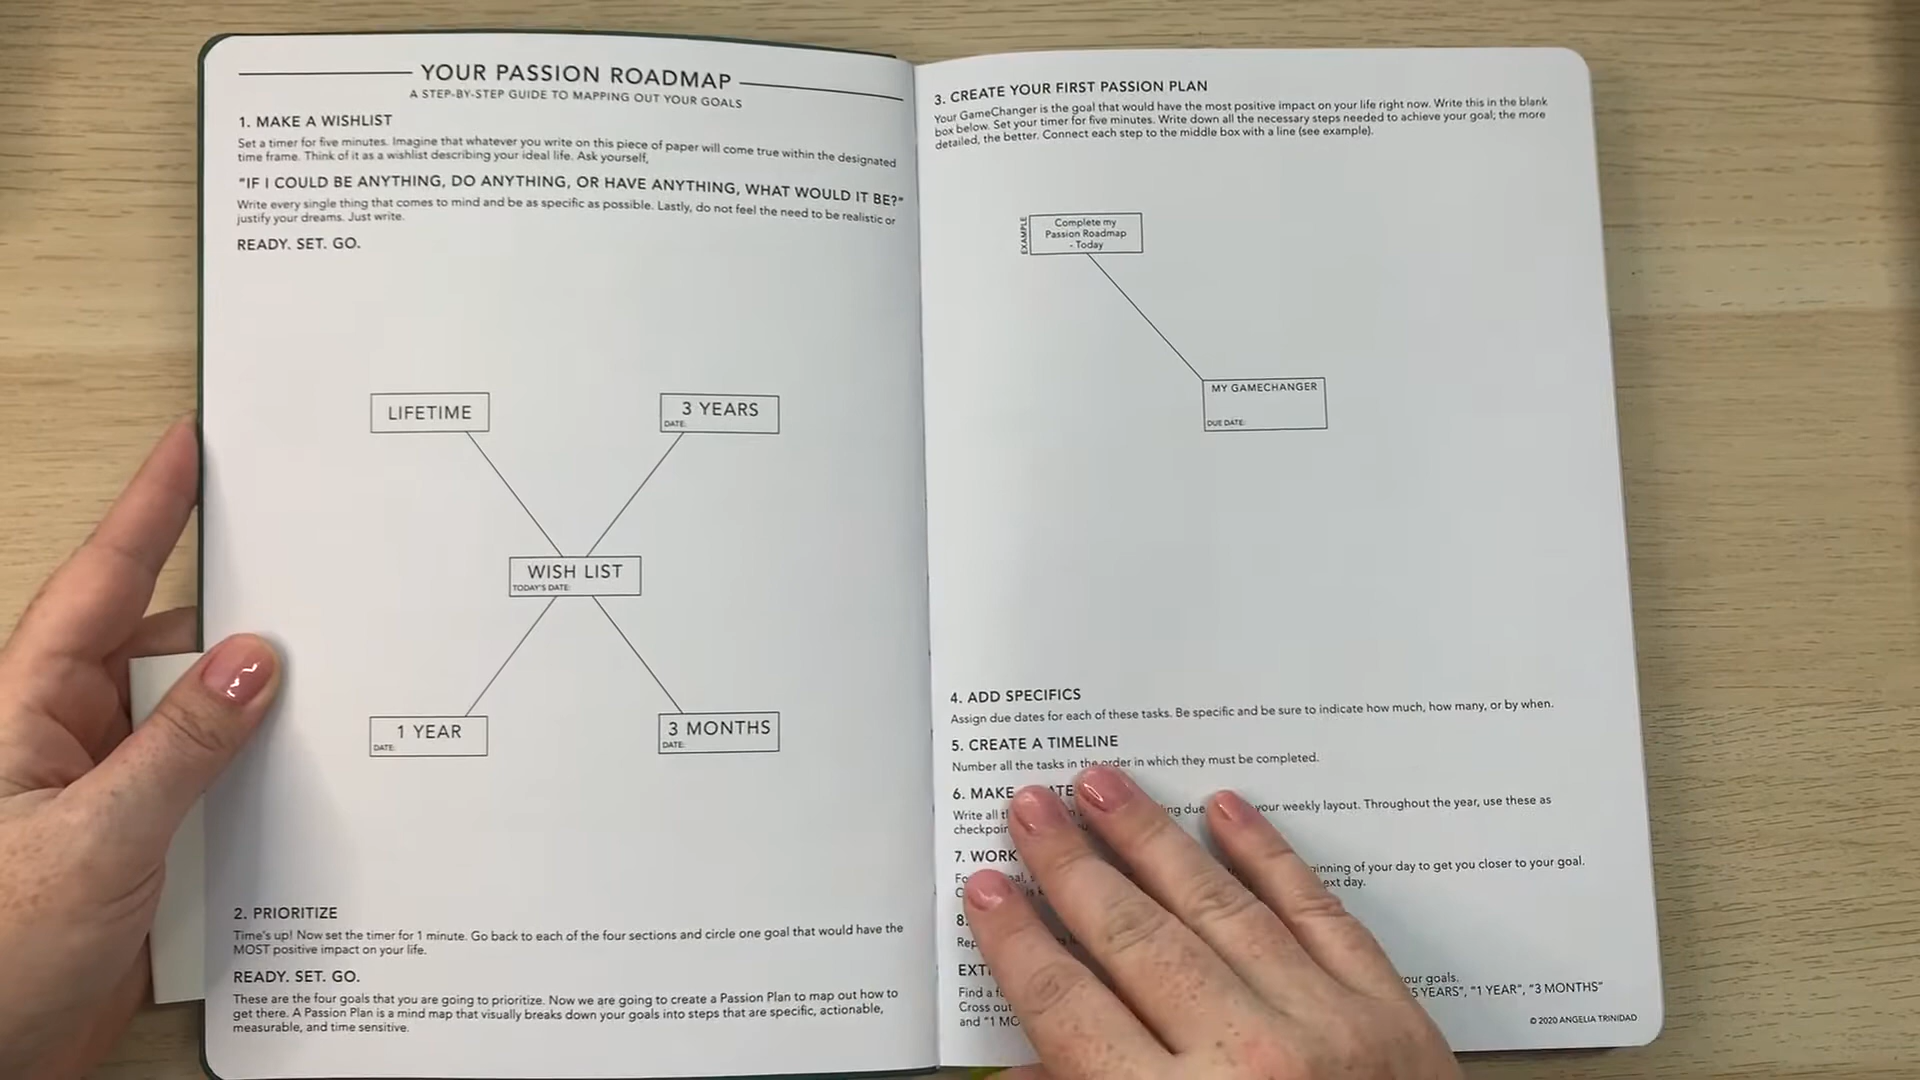 YOUR PASSION ROADMAP
A STEP-BY-STEP GUIDE TO MAPPING OUT YOUR GOALS
1. MAKE A WISHLIST
Set a timer for five minutes. Imagine that whatever you write on this piece of paper will come true within the designated
time frame. Think of it as a wishlist describing your ideal life. Ask yourself,
"IF I COULD BE ANYTHING, DO ANYTHING, OR HAVE ANYTHING, WHAT WOULD IT BE?"
Write every single thing that comes to mind and be as specific as possible. Lastly, do not feel the need to be realistic or
justify your dreams. Just write.
READY. SET. GO.
LIFETIME
3 YEARS
DATE:
WISH LIST
TODAY'S DATE:
1 YEAR
DATE:
3 MONTHS
DATE:
2. PRIORITIZE
Time's up! Now set the timer for 1 minute. Go back to each of the four sections and circle one goal that would have the
MOST positive impact on your life.
READY. SET. GO.
These are the four goals that you are going to prioritize. Now we are going to create a Passion Plan to map out how to
get there. A Passion Plan is a mind map that visually breaks down your goals into steps that are specific, actionable,
measurable, and time sensitive.
3. CREATE YOUR FIRST PASSION PLAN
Your GameChanger is the goal that would have the most positive impact on your life right now. Write this in the blank
box below. Set your timer for five minutes. Write down all the necessary steps needed to achieve your goal; the more
detailed, the better. Connect each step to the middle box with a line (see example).
EXAMPLE
Complete my
Passion Roadmap
- Today
MY GAMECHANGER
DUE DATE:
4. ADD SPECIFICS
Assign due dates for each of these tasks. Be specific and be sure to indicate how much, how many, or by when.
5. CREATE A TIMELINE
Number all the tasks in the order in which they must be completed.
6. MAKE
Write all your weekly layout. Throughout the year, use these as
7. WORK
of your day to get you closer to your goal.
day.
8.
your goals.
Find a "1 YEAR", "3 MONTHS"
Cross out
and
© 2020 ANGELIA TRINIDAD